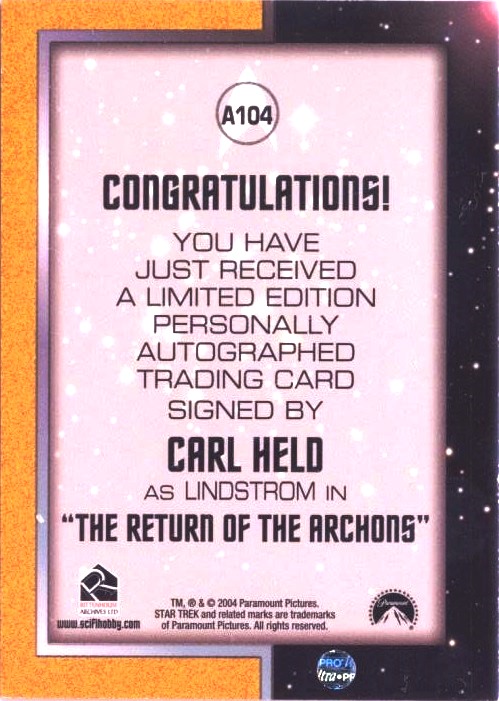 A104
CONGRATULATIONS!
YOU HAVE
JUST RECEIVED
A LIMITED EDITION
PERSONALLY
AUTOGRAPHED
TRADING CARD
SIGNED BY
CARL HELD
AS LINDSTROM IN
"THE RETURN OF THE ARCHONS"
RITTENHOUSE
ARCHIVES LTD
www.scifihobby.com
TM, ® & © 2004 Paramount Pictures.
STAR TREK and related marks are trademarks
of Paramount Pictures. All rights reserved.
Paramount
PRO